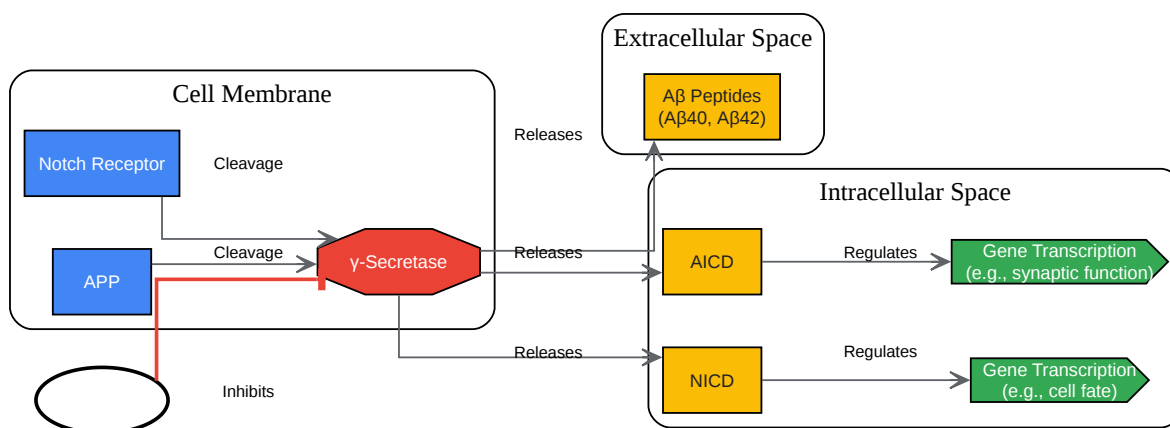 Extracellular Space
Aβ Peptides
(Aβ40, Aβ42)
Cell Membrane
Notch Receptor
Cleavage
Releases
Intracellular Space
APP
Cleavage
γ-Secretase
Releases
AICD
Regulates
Gene Transcription
(e.g., synaptic function)
Releases
NICD
Regulates
Gene Transcription
(e.g., cell fate)
Inhibits